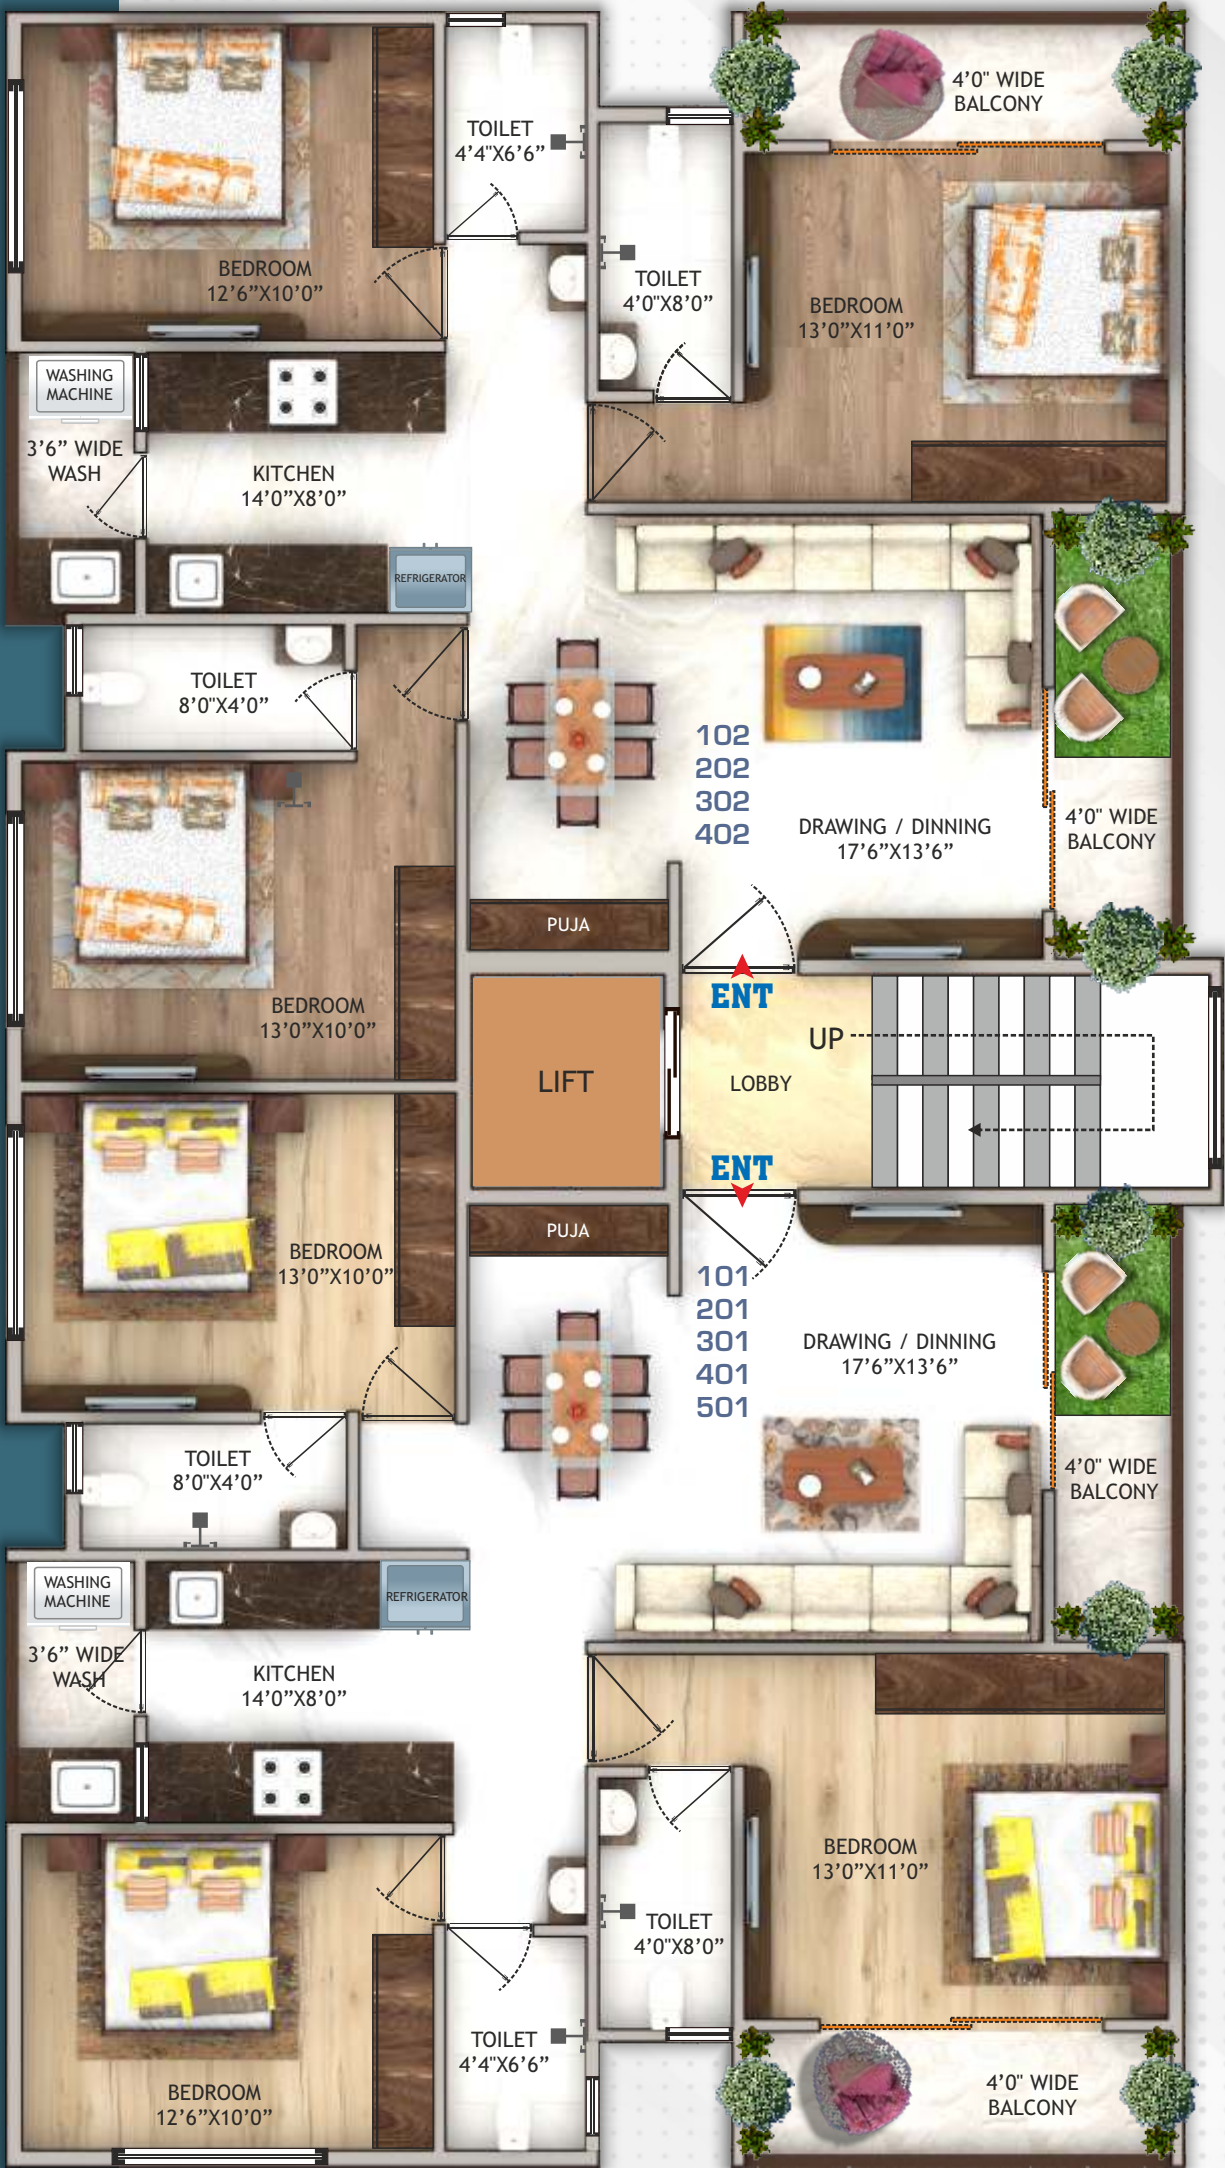 4'0" WIDE
BALCONY
TOILET
4'4"X6'6”
BEDROOM
12'6”X10'0”
TOILET
4'0"X8'0”
BEDROOM
13'0”X11'0”
WASHING
MACHINE
3'6” WIDE
WASH
KITCHEN
14'0”X8'0”
REFRIGERATOR
TOILET
8'0"X4'0”
102
202
302
402
DRAWING / DINNING
17'6”X13'6”
4'0" WIDE
BALCONY
PUJA
BEDROOM
13'0”X10'0”
ENT
UP
LIFT
LOBBY
ENT
PUJA
BEDROOM
13'0”X10'0”
101
201
301
401
501
DRAWING / DINNING
17'6”X13'6”
TOILET
8'0"X4'0”
4'0" WIDE
BALCONY
WASHING
MACHINE
REFRIGERATOR
3'6” WIDE
WASH
KITCHEN
14'0”X8'0”
BEDROOM
13'0”X11'0”
TOILET
4'0"X8'0”
TOILET
4'4"X6'6”
BEDROOM
12'6”X10'0”
4'0" WIDE
BALCONY